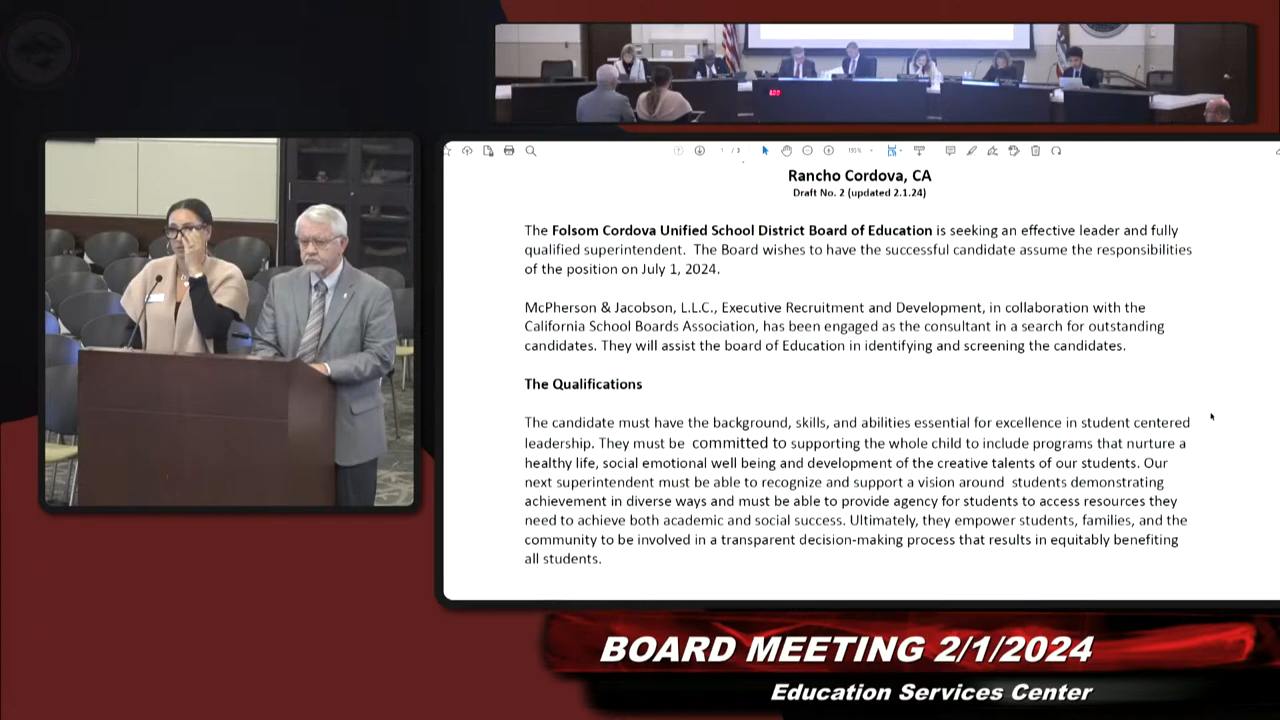 Rancho Cordova, CA
Draft No. 2 (updated 2.1.24)
The Folsom Cordova Unified School District Board of Education is seeking an effective leader and fully
qualified superintendent. The Board wishes to have the successful candidate assume the responsibilities
of the position on July 1, 2024.
McPherson & Jacobson, L.L.C., Executive Recruitment and Development, in collaboration with the
California School Boards Association, has been engaged as the consultant in a search for outstanding
candidates. They will assist the board of Education in identifying and screening the candidates.
The Qualifications
The candidate must have the background, skills, and abilities essential for excellence in student centered
leadership. They must be committed to supporting the whole child to include programs that nurture a
healthy life, social emotional well being and development of the creative talents of our students. Our
next superintendent must be able to recognize and support a vision around students demonstrating
achievement in diverse ways and must be able to provide agency for students to access resources they
need to achieve both academic and social success. Ultimately, they empower students, families, and the
community to be involved in a transparent decision-making process that results in equitably benefiting
all students.
BOARD MEETING 2/1/2024
Education Services Center